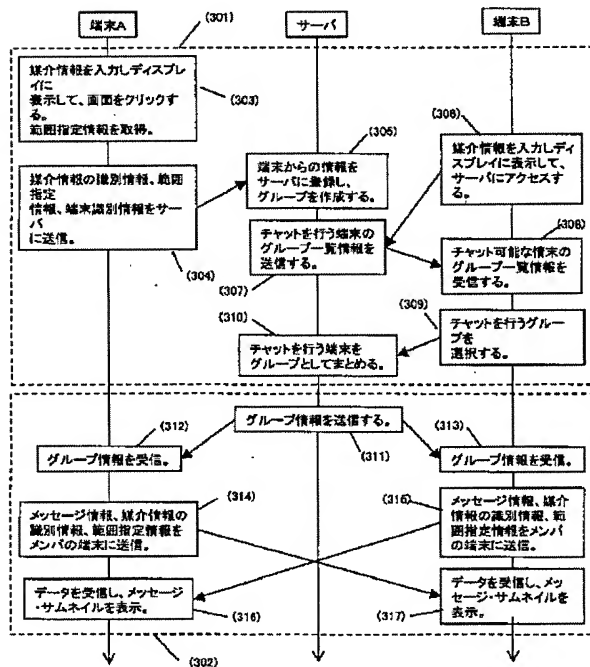 端末A
サーバ
端末B
(301)
媒介情報を入力しディスプレ
イに
表示して、画面をクリックす
る。
範囲指定情報を取得。
(303)
(305)
(306)
端末からの情報を
サーバに登録し、
グループを作成する。
媒介情報を入力しディ
スプレイに表示して、
サーバにアクセスす
る。
媒介情報の識別情報、範囲
指定
情報、端末識別情報をサー
バ
に送信。
(304)
チャットを行う端末の
グループ一覧情報を
送信する。
(307)
(308)
チャット可能な端末の
グループ一覧情報を
受信する。
(309)
(310)
チャットを行うグルー
プを
選択する。
チャットを行う端末を
グループとしてまとめる。
グループ情報を送信する。
(311)
(312)
グループ情報を受信。
(313)
グループ情報を受信。
(314)
メッセージ情報、媒介情報の
識別情報、範囲指定情報を
メンバの端末に送信。
(315)
メッセージ情報、媒介
情報の識別情報、範
囲指定情報をメンバ
の端末に送信。
データを受信し、メッセー
ジ・サムネイルを表示。
(316)
データを受信し、メッ
セージ・サムネイルを
表示。
(317)
(302)